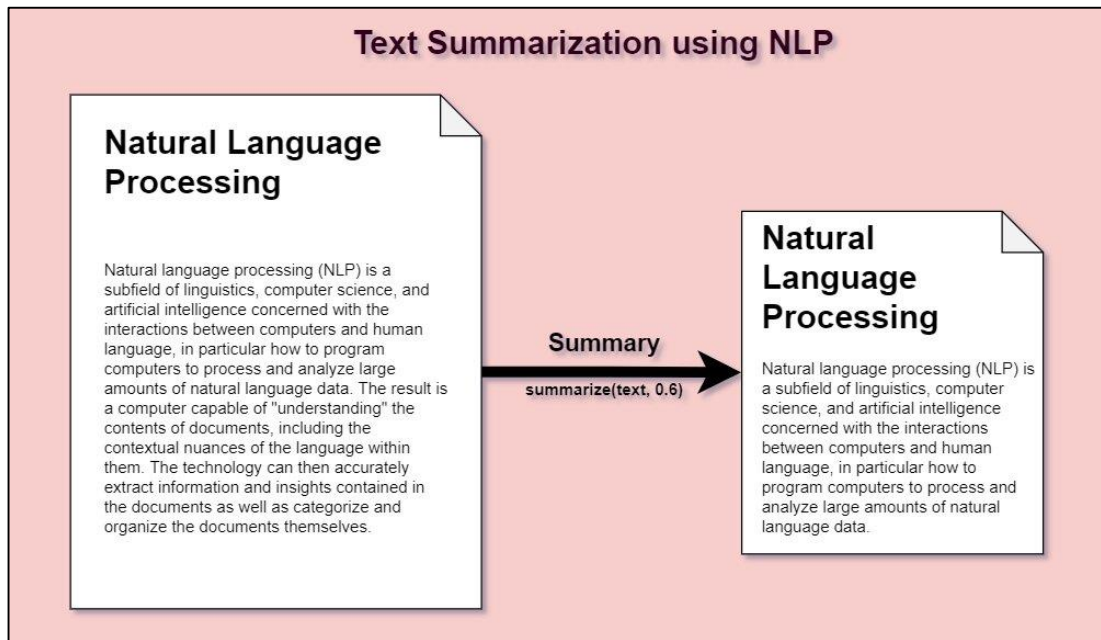 Text Summarization using NLP
Natural Language
Processing
Natural language processing (NLP) is a
subfield of linguistics, computer science, and
artificial intelligence concerned with the
interactions between computers and human
language, in particular how to program
computers to process and analyze large
amounts of natural language data. The result is
a computer capable of "understanding" the
contents of documents, including the
contextual nuances of the language within
them. The technology can then accurately
extract information and insights contained in
the documents as well as categorize and
organize the documents themselves.
Summary
summarize(text, 0.6)
Natural
Language
Processing
Natural language processing (NLP) is
a subfield of linguistics, computer
science, and artificial intelligence
concerned with the interactions
between computers and human
language, in particular how to
program computers to process and
analyze large amounts of natural
language data.